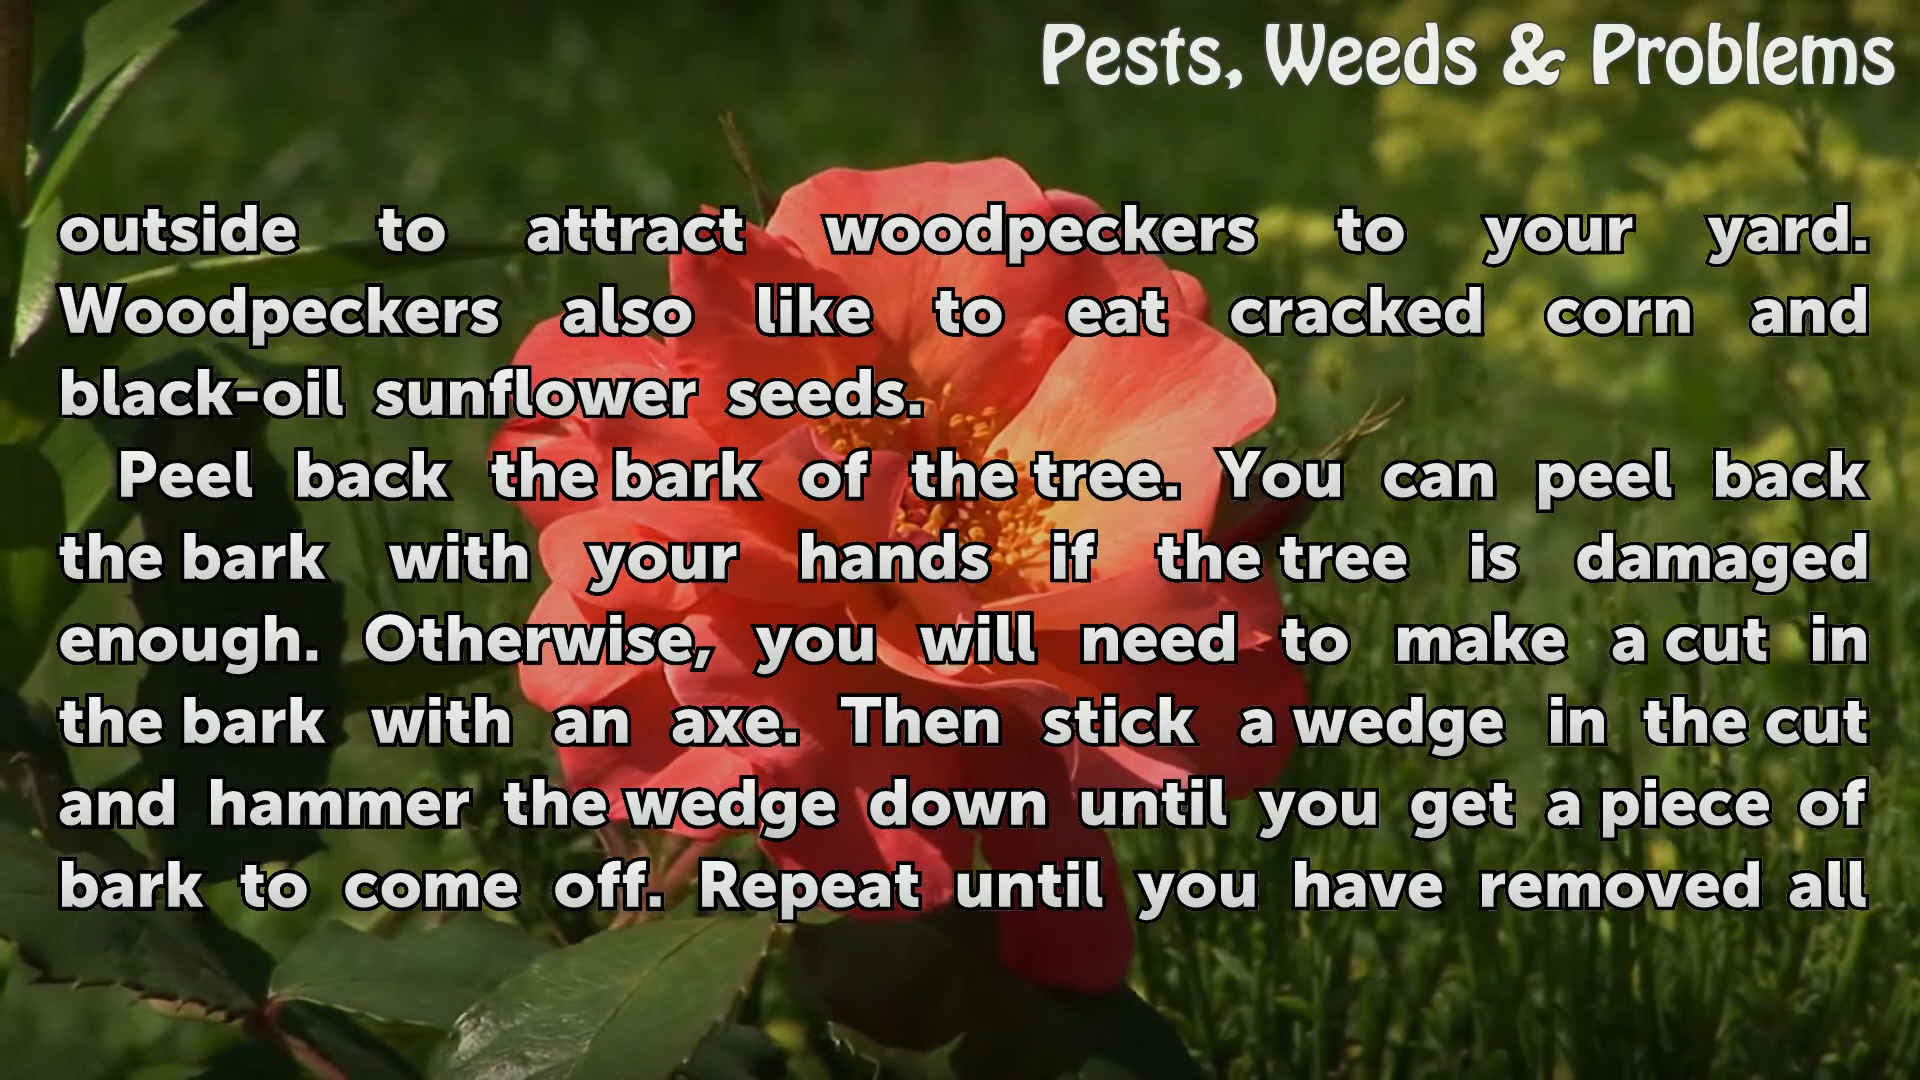 Pests, Weeds & Problems
outside to attract woodpeckers to your yard.
Woodpeckers also like to eat cracked corn and
black-oil sunflower seeds.
Peel back the bark of the tree. You can peel back
the bark with your hands if the tree is damaged
enough. Otherwise, you will need to make a cut in
the bark with an axe. Then stick a wedge in the cut
and hammer the wedge down until you get a piece of
bark to come off. Repeat until you have removed all